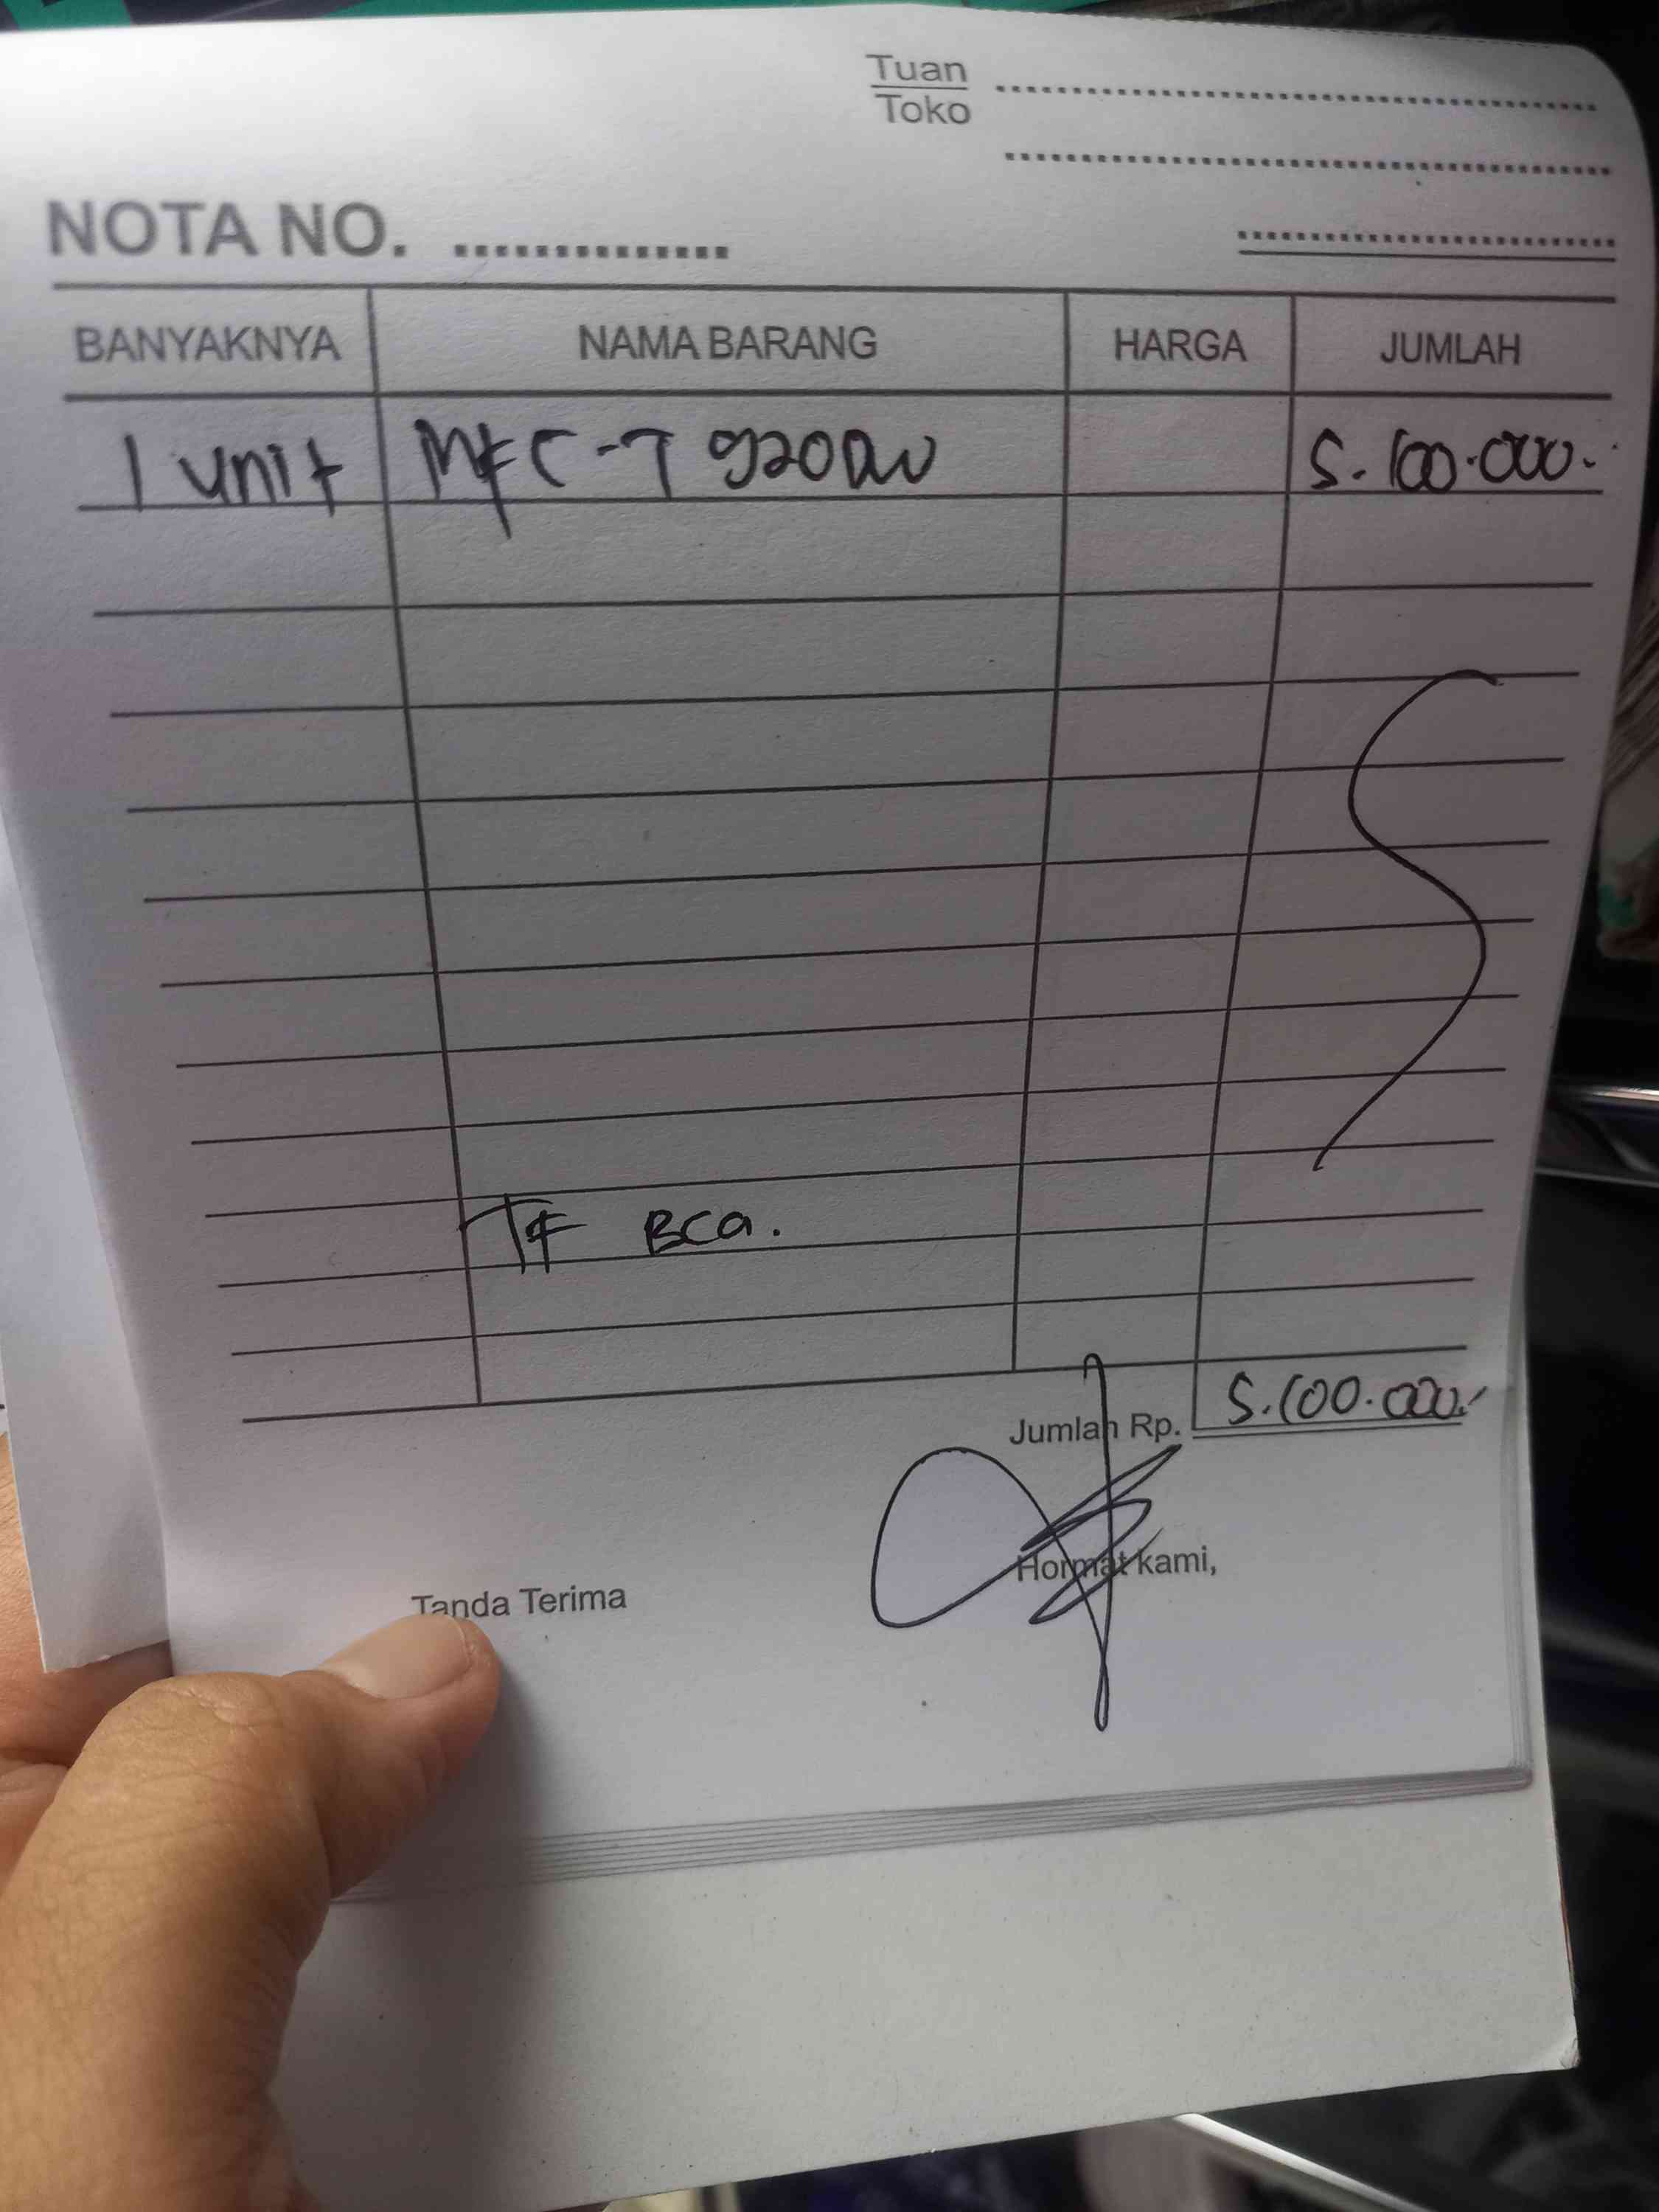 Tuan
Toko
NOTA NO.
BANYAKNYA NAMA BARANG HARGA JUMLAH
1 unit MFC-T920DW 5.100.000.-
TF BCA.
Jumlah Rp. 5.100.000.-
Hormat kami,
Tanda Terima